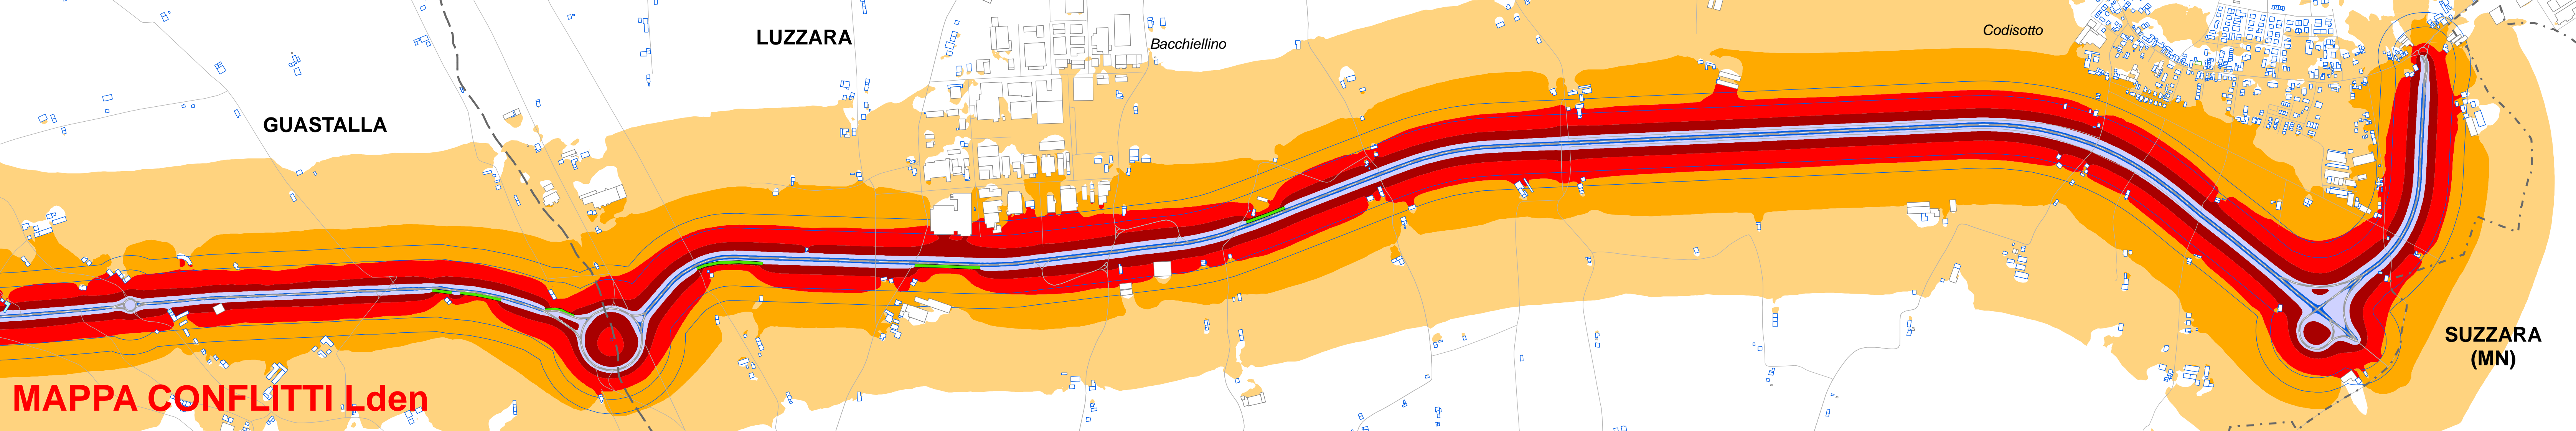 LUZZARA
Bacchiellino
Codisotto
GUASTALLA
SUZZARA
(MN)
MAPPA CONFLITTI Lden